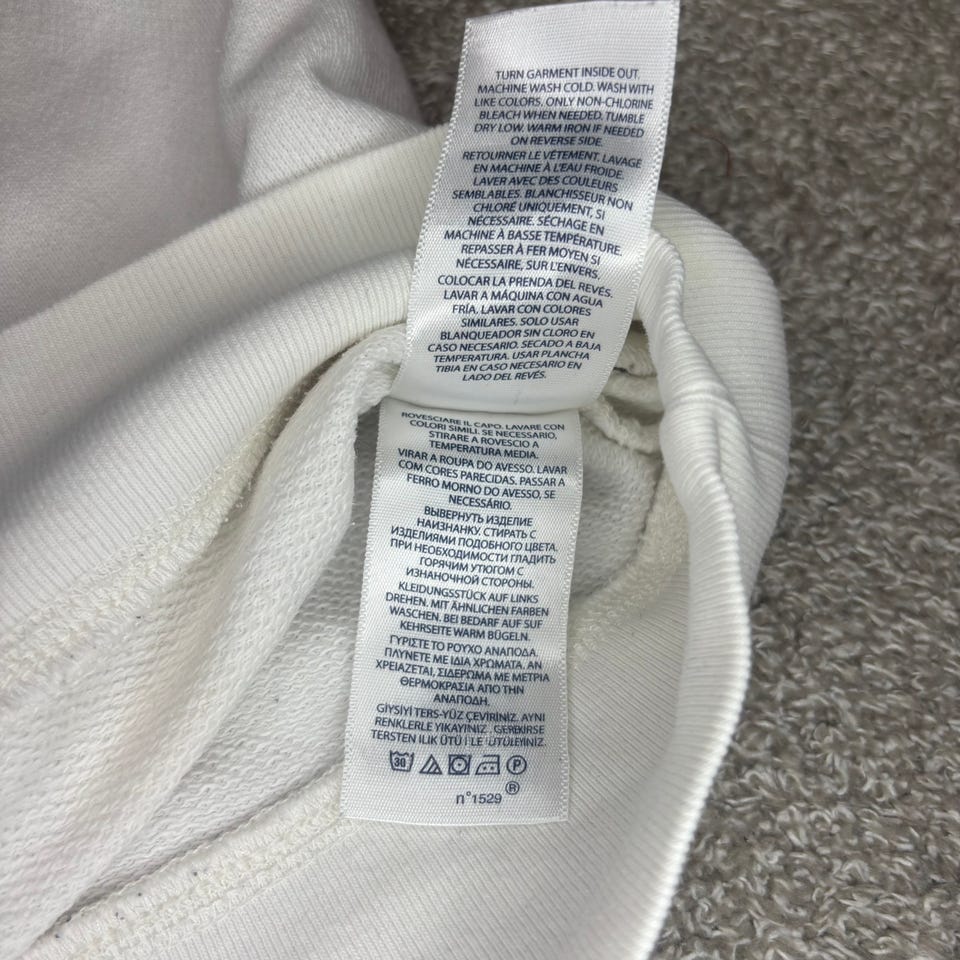 TURN GARMENT INSIDE OUT.
MACHINE WASH COLD. WASH WITH
LIKE COLORS, ONLY NON-CHLORINE
BLEACH WHEN NEEDED. TUMBLE
DRY LOW. WARM IRON IF NEEDED
ON REVERSE SIDE.
RETOURNER LE VÊTEMENT. LAVAGE
EN MACHINE À L'EAU FROIDE.
LAVER AVEC DES COULEURS
SEMBLABLES. BLANCHISSEUR NON
CHLORÉ UNIQUEMENT, SI
NÉCESSAIRE. SÉCHAGE EN
MACHINE À BASSE TEMPÉRATURE.
REPASSER À FER MOYEN SI
NÉCESSAIRE, SUR L'ENVERS.
COLOCAR LA PRENDA DEL REVÉS.
LAVAR A MÁQUINA CON AGUA
FRÍA, LAVAR CON COLORES
SIMILARES. SOLO USAR
BLANQUEADOR SIN CLORO EN
CASO NECESARIO. SECADO A BAJA
TEMPERATURA. USAR PLANCHA
TIBIA EN CASO NECESARIO EN
LADO DEL REVÉS.
ROVESCIARE IL CAPO. LAVARE CON
COLORI SIMILI. SE NECESSARIO,
STIRARE A ROVESCIO A
TEMPERATURA MEDIA.
VIRAR A ROUPA DO AVESSO. LAVAR
COM CORES PARECIDAS. PASSAR A
FERRO MORNO DO AVESSO, SE
NECESSÁRIO.
ВЫВЕРНУТЬ ИЗДЕЛИЕ
НАИЗНАНКУ. СТИРАТЬ С
ИЗДЕЛИЯМИ ПОДОБНОГО ЦВЕТА.
ПРИ НЕОБХОДИМОСТИ ГЛАДИТЬ
ГОРЯЧИМ УТЮГОМ С
ИЗНАНОЧНОЙ СТОРОНЫ.
KLEIDUNGSSTÜCK AUF LINKS
DREHEN. MIT ÄHNLICHEN FARBEN
WASCHEN. BEI BEDARF AUF SUF
KEHRSEITE WARM BÜGELN.
ΓΥΡΙΣΤΕ ΤΟ ΡΟΥΧΟ ΑΝΑΠΟΔΑ.
ΠΛΥΝΕΤΕ ΜΕ ΙΔΙΑ ΧΡΩΜΑΤΑ. ΑΝ
ΧΡΕΙΑΖΕΤΑΙ, ΣΙΔΕΡΩΜΑ ΜΕ ΜΕΤΡΙΑ
ΘΕΡΜΟΚΡΑΣΙΑ ΑΠΟ ΤΗΝ
ΑΝΑΠΟΔΗ.
GİYSİYİ TERS-YÜZ ÇEVİRİNİZ. AYNI
RENKLERLE YIKAYINIZ. GEREKIRSE
TERSTEN ILIK ÜTÜ İLE ÜTÜLEYİNİZ.
30 P
n°1529 ®